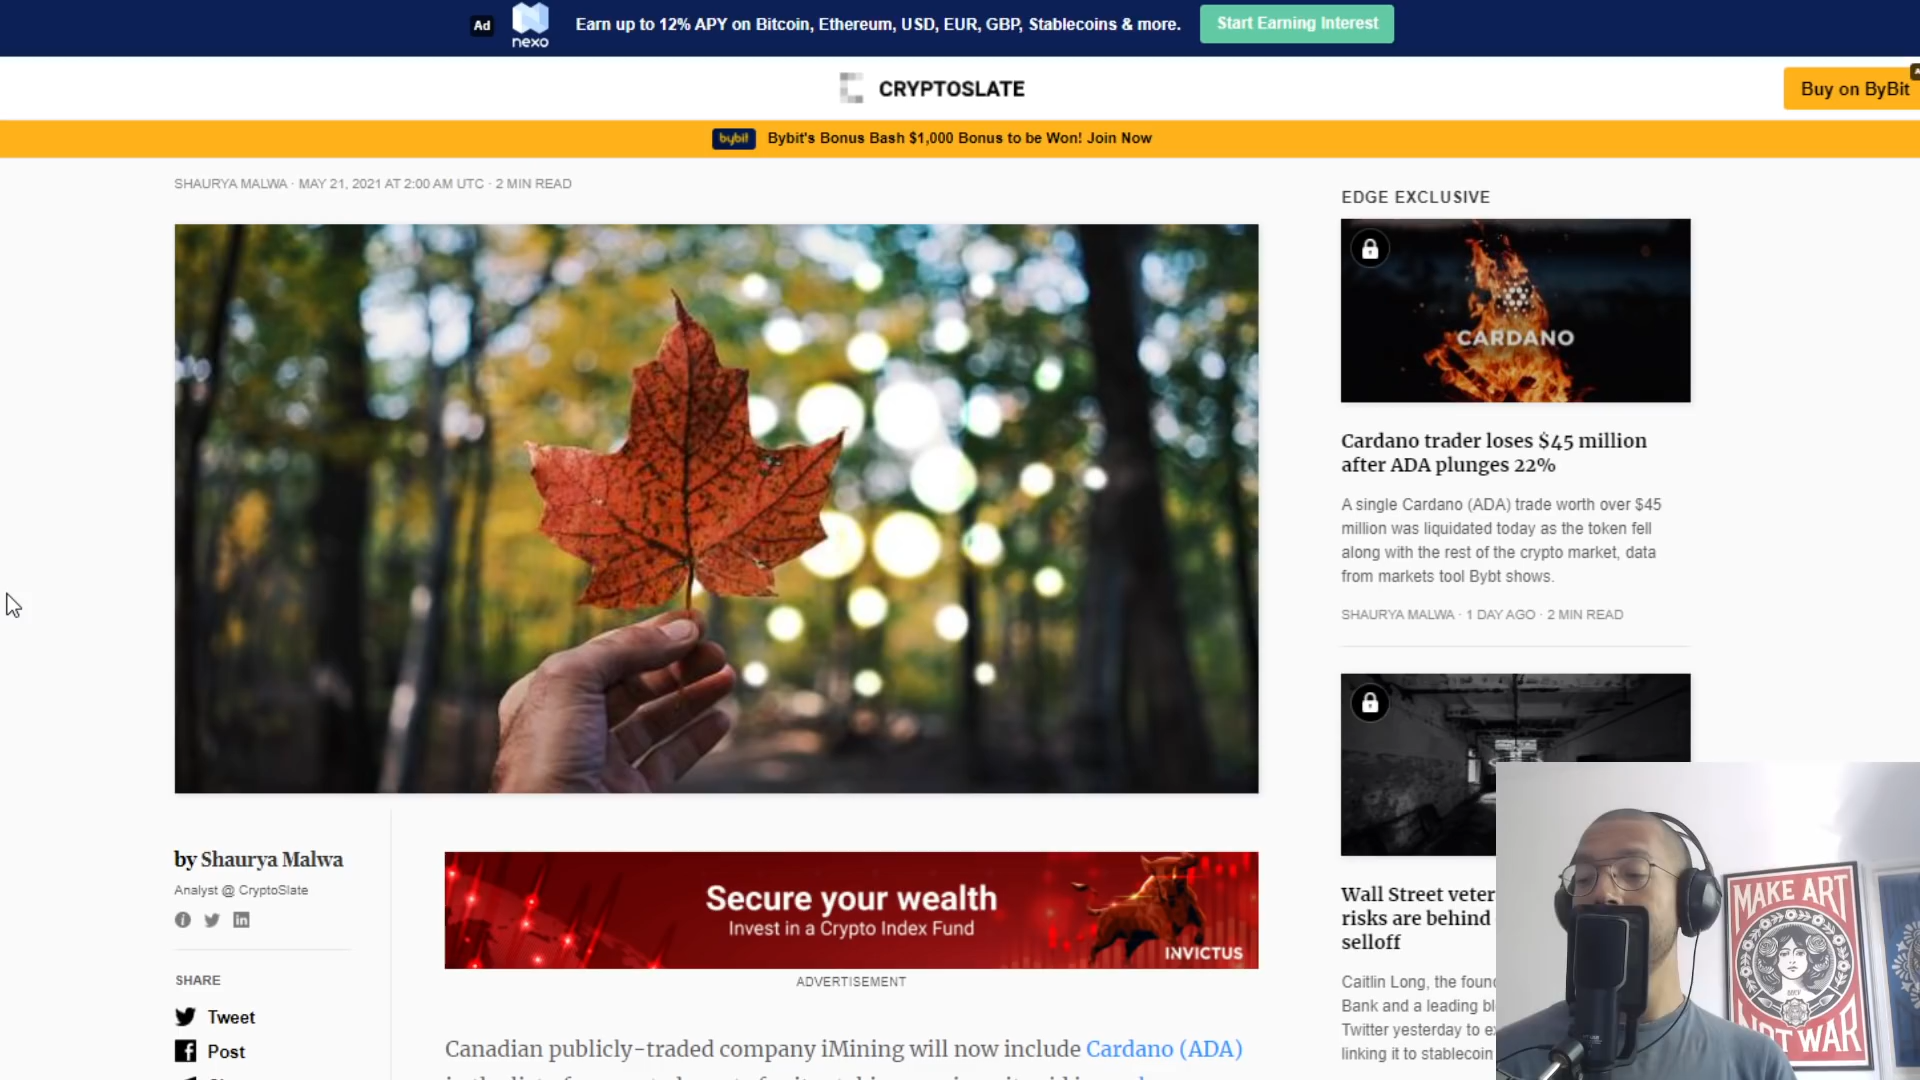 Ad
nexo
Earn up to 12% APY on Bitcoin, Ethereum, USD, EUR, GBP, Stablecoins & more.
Start Earning Interest
CRYPTOSLATE
Buy on ByBit
bybit
Bybit's Bonus Bash $1,000 Bonus to be Won! Join Now
SHAURYA MALWA · MAY 21, 2021 AT 2:00 AM UTC · 2 MIN READ
by Shaurya Malwa
Analyst @ CryptoSlate
SHARE
Tweet
Post
Secure your wealth
Invest in a Crypto Index Fund
INVICTUS
ADVERTISEMENT
Canadian publicly-traded company iMining will now include Cardano (ADA)
EDGE EXCLUSIVE
CARDANO
Cardano trader loses $45 million
after ADA plunges 22%
A single Cardano (ADA) trade worth over $45
million was liquidated today as the token fell
along with the rest of the crypto market, data
from markets tool Bybt shows.
SHAURYA MALWA · 1 DAY AGO · 2 MIN READ
Wall Street veter
risks are behind
selloff
Caitlin Long, the foun
Bank and a leading bl
Twitter yesterday to e
linking it to stablecoin
MAKE ART
NOT WAR